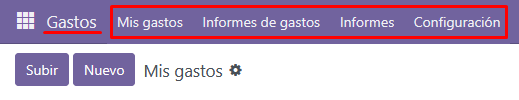 Gastos Mis gastos Informes de gastos Informes Configuración
Subir Nuevo Mis gastos